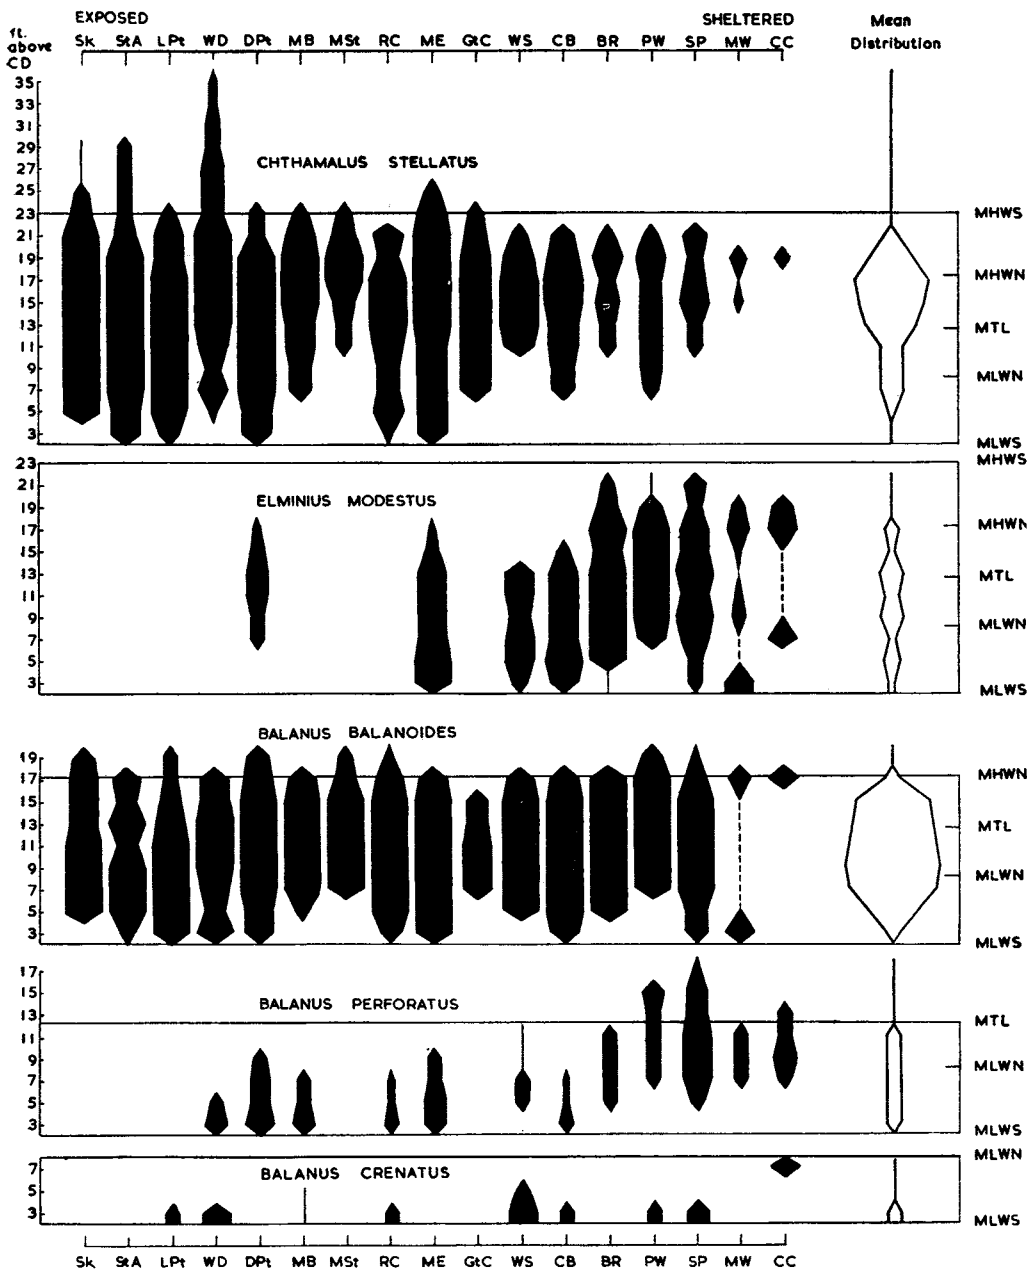 EXPOSED SHELTERED Mean
ft. above CD Sk StA LPt WD DPt MB MSt RC ME GtC WS CB BR PW SP MW CC Distribution
35
33
31
29
27
CHTHAMALUS STELLATUS
25
23 MHWS
21
19
17 MHWN
15
13 MTL
11
9 MLWN
7
5
3 MLWS
23 MHWS
21
ELMINIUS MODESTUS
19
17 MHWN
15
13 MTL
11
9 MLWN
7
5
3 MLWS
BALANUS BALANOIDES
19
17 MHWN
15
13 MTL
11
9 MLWN
7
5
3 MLWS
17
15
BALANUS PERFORATUS
13 MTL
11
9 MLWN
7
5
3 MLWS
MLWN
7 BALANUS CRENATUS
5
3 MLWS
Sk StA LPt WD DPt MB MSt RC ME GtC WS CB BR PW SP MW CC